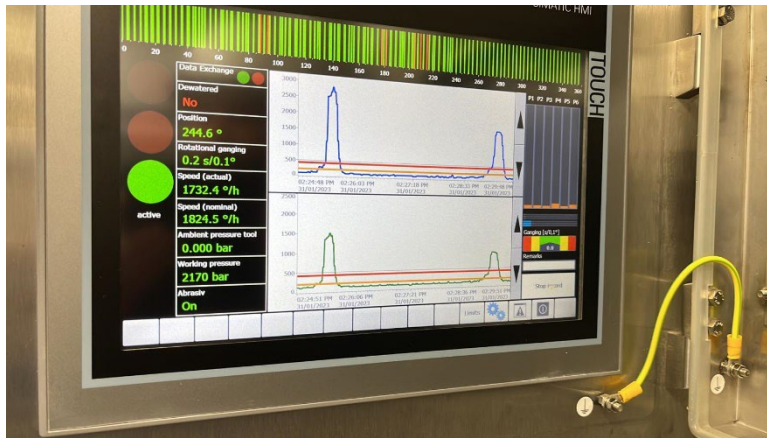 SIMATIC HMI
TOUCH
0 20 40 60 80 100 120 140 160 180 200 220 240 260 280 300 320 340 360
Data Exchange
Dewatered
No
Position
244.6 °
Rotational ganging
0.2 s/0.1°
Speed (actual)
1732.4 °/h
Speed (nominal)
1824.5 °/h
Ambient pressure tool
0.000 bar
Working pressure
2170 bar
Abrasiv
On
active
3000
2500
2000
1500
1000
500
0
02:24:48 PM 02:26:03 PM 02:27:18 PM 02:28:33 PM 02:29:48 PM
31/01/2023 31/01/2023 31/01/2023 31/01/2023 31/01/2023
2500
2000
1500
1000
500
0
02:24:51 PM 02:26:06 PM 02:27:21 PM 02:28:36 PM 02:29:51 PM
31/01/2023 31/01/2023 31/01/2023 31/01/2023 31/01/2023
P1 P2 P3 P4 P5 P6
Ganging [s/0,1°]
0.0
Remarks
Stop record
Limits